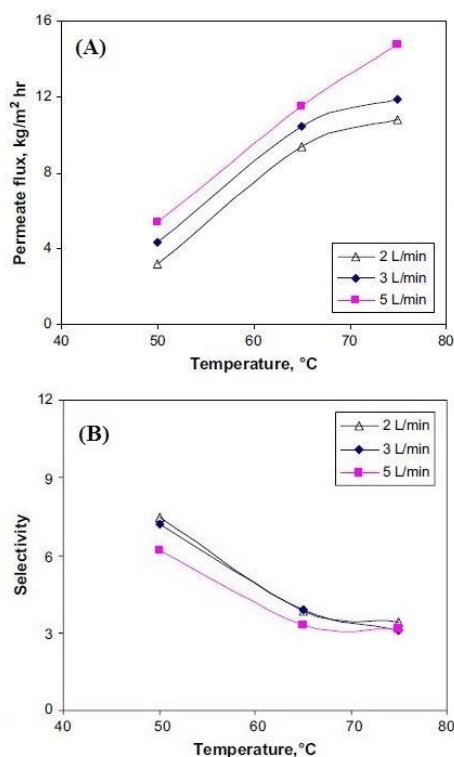 (A)
Permeate flux, kg/m² hr
16
12
8
4
0
40
50
60
70
80
Temperature, °C
2 L/min
3 L/min
5 L/min
(B)
Selectivity
12
9
6
3
0
40
50
60
70
80
Temperature,°C
2 L/min
3 L/min
5 L/min